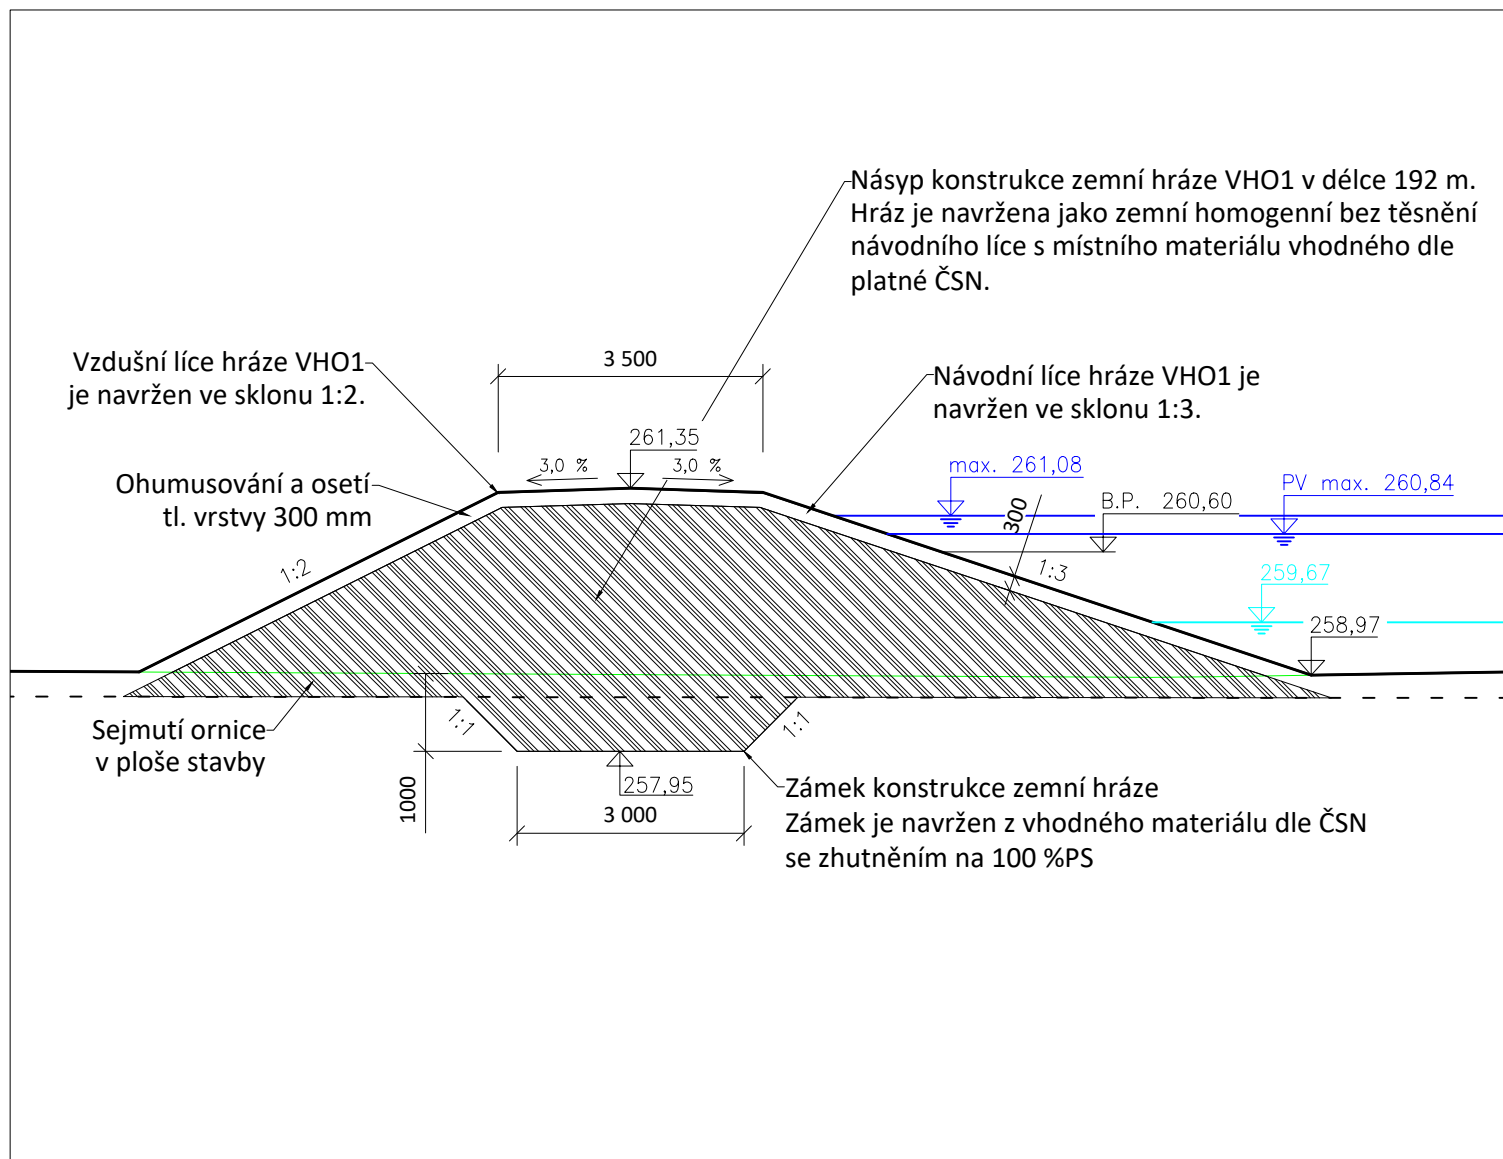 Násyp konstrukce zemní hráze VHO1 v délce 192 m.
Hráz je navržena jako zemní homogenní bez těsnění
návodního líce s místního materiálu vhodného dle
platné ČSN.
Vzdušní líce hráze VHO1
je navržen ve sklonu 1:2.
3 500
Návodní líce hráze VHO1 je
navržen ve sklonu 1:3.
261,35
3,0 %
3,0 %
max. 261,08
PV max. 260,84
B.P. 260,60
Ohumusování a osetí
tl. vrstvy 300 mm
300
1:2
1:3
259,67
258,97
Sejmutí ornice
v ploše stavby
1:1
1:1
1000
257,95
3 000
Zámek konstrukce zemní hráze
Zámek je navržen z vhodného materiálu dle ČSN
se zhutněním na 100 %PS